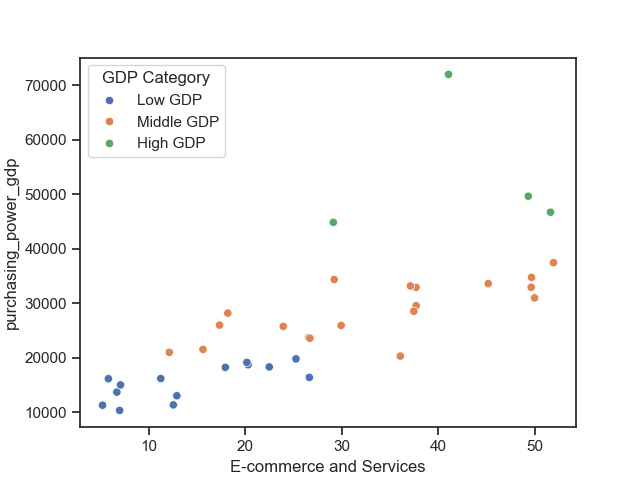 GDP Category
Low GDP
Middle GDP
High GDP
70000
60000
50000
40000
30000
20000
10000
purchasing_power_gdp
10 20 30 40 50
E-commerce and Services